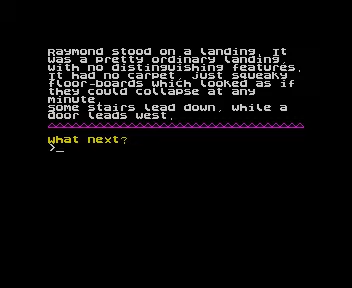 Raymond stood on a landing. It
was a pretty ordinary landing,
with no distinguishing features.
It had no carpet, just squeaky
floor-boards which looked as if
they could collapse at any
minute.
Some stairs lead down, while a
door leads west.
What next?
>_